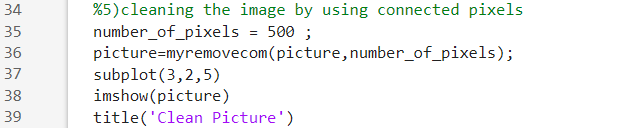 34 %5)cleaning the image by using connected pixels
35 number_of_pixels = 500 ;
36 picture=myremovecom(picture,number_of_pixels);
37 subplot(3,2,5)
38 imshow(picture)
39 title('Clean Picture')